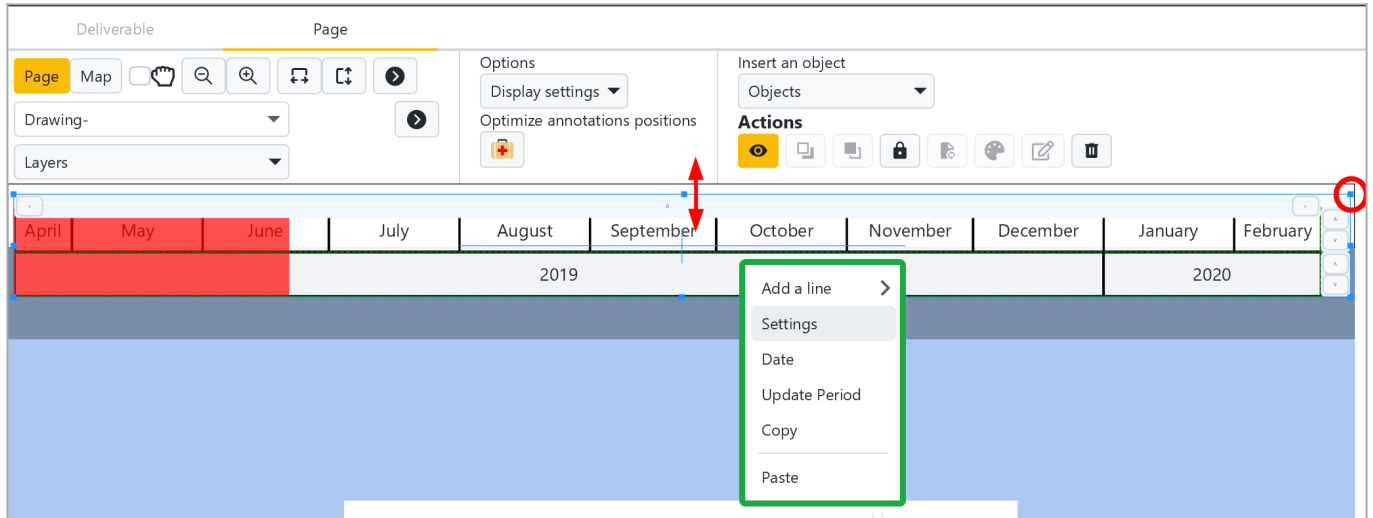 Deliverable
Page
Page Map
Drawing-
Layers
Options
Display settings
Optimize annotations positions
Insert an object
Objects
Actions
April May June July August September October November December January February
2019 2020
Add a line
Settings
Date
Update Period
Copy
Paste